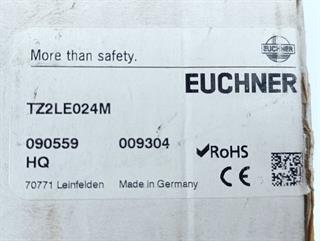 More than safety.
EUCHNER
EUCHNER
TZ2LE024M
090559 009304
HQ
✓RoHS
CE
70771 Leinfelden Made in Germany